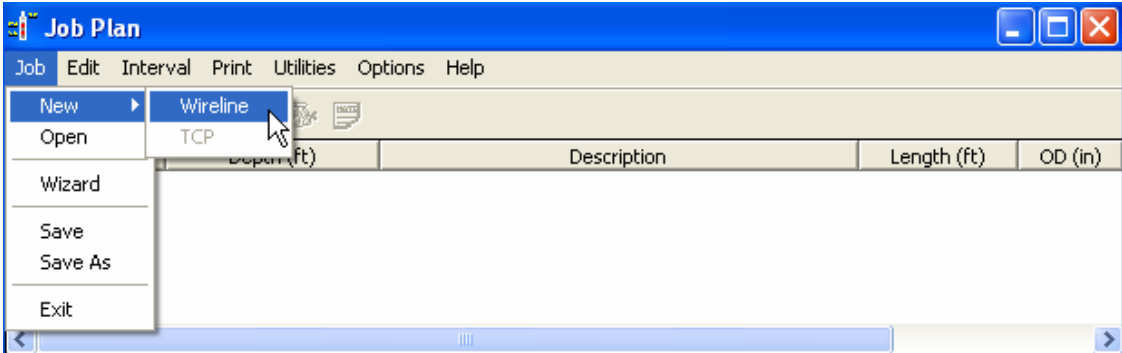 Job Plan
Job Edit Interval Print Utilities Options Help
New Wireline
Open TCP
Depth (ft) Description Length (ft) OD (in)
Wizard
Save
Save As
Exit